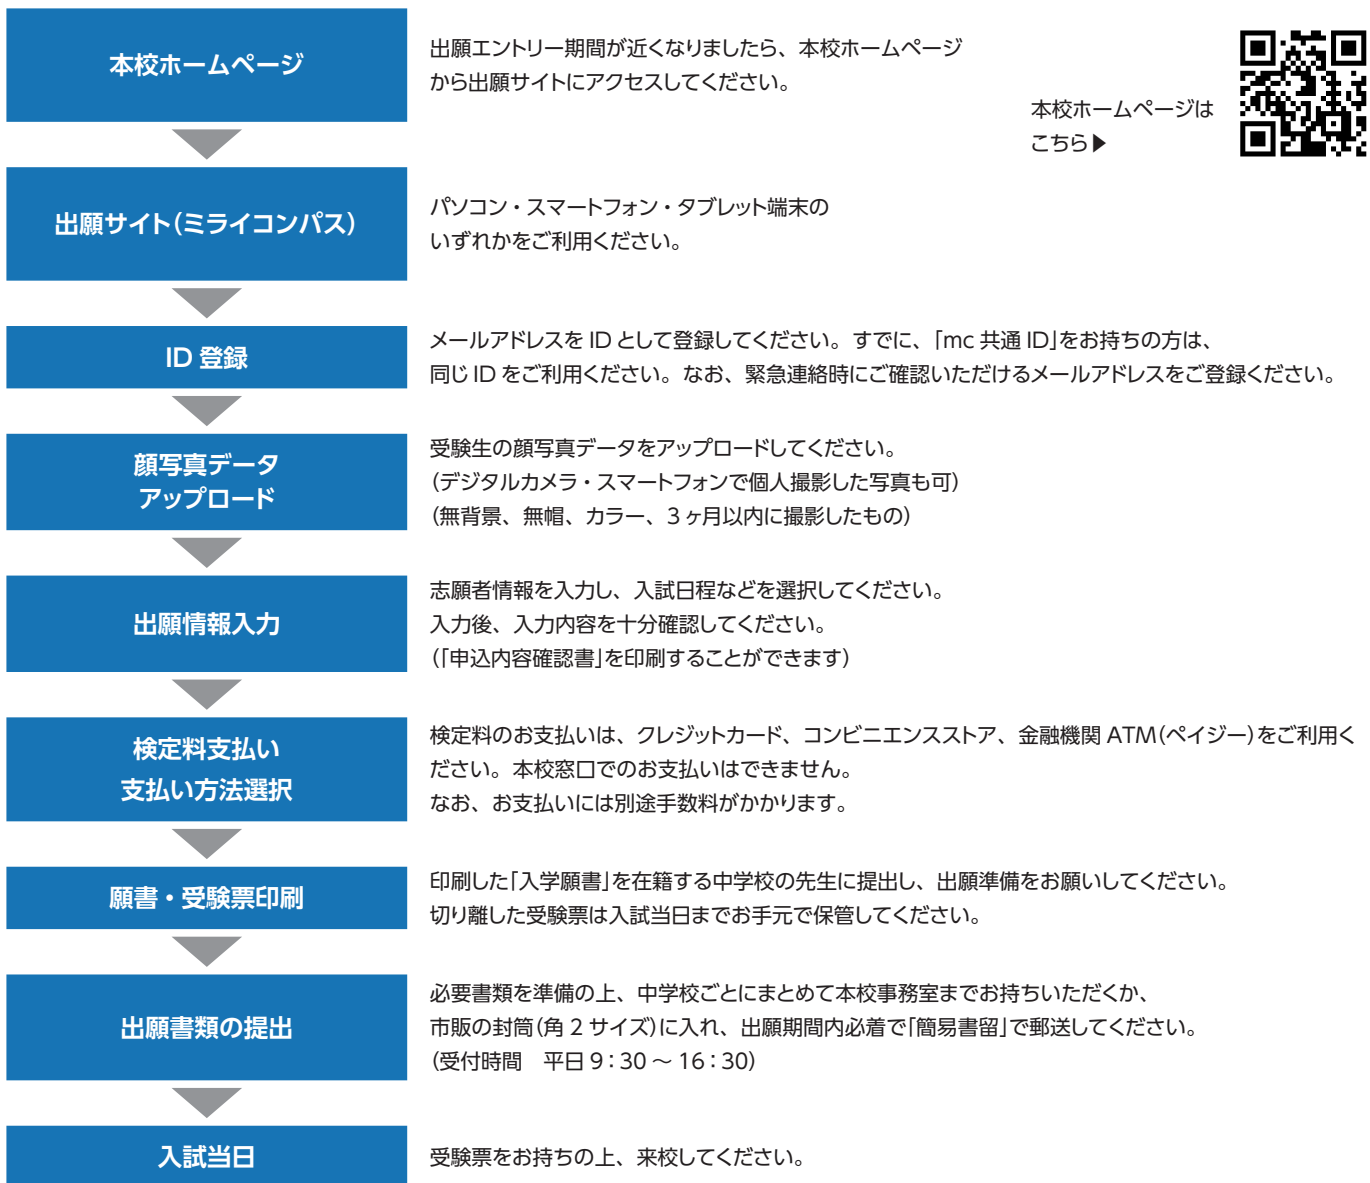 本校ホームページ
出願エントリー期間が近くなりましたら、本校ホームページ
から出願サイトにアクセスしてください。
本校ホームページは
こちら▶
出願サイト(ミライコンパス)
パソコン・スマートフォン・タブレット端末の
いずれかをご利用ください。
ID 登録
メールアドレスを ID として登録してください。すでに、「mc 共通 ID」をお持ちの方は、
同じ ID をご利用ください。なお、緊急連絡時にご確認いただけるメールアドレスをご登録ください。
顔写真データ
アップロード
受験生の顔写真データをアップロードしてください。
(デジタルカメラ・スマートフォンで個人撮影した写真も可)
(無背景、無帽、カラー、3 ヶ月以内に撮影したもの)
出願情報入力
志願者情報を入力し、入試日程などを選択してください。
入力後、入力内容を十分確認してください。
(「申込内容確認書」を印刷することができます)
検定料支払い
支払い方法選択
検定料のお支払いは、クレジットカード、コンビニエンスストア、金融機関 ATM(ペイジー)をご利用く
ださい。本校窓口でのお支払いはできません。
なお、お支払いには別途手数料がかかります。
願書・受験票印刷
印刷した「入学願書」を在籍する中学校の先生に提出し、出願準備をお願いしてください。
切り離した受験票は入試当日までお手元で保管してください。
出願書類の提出
必要書類を準備の上、中学校ごとにまとめて本校事務室までお持ちいただくか、
市販の封筒(角 2 サイズ)に入れ、出願期間内必着で「簡易書留」で郵送してください。
(受付時間　平日 9:30 ～ 16:30)
入試当日
受験票をお持ちの上、来校してください。